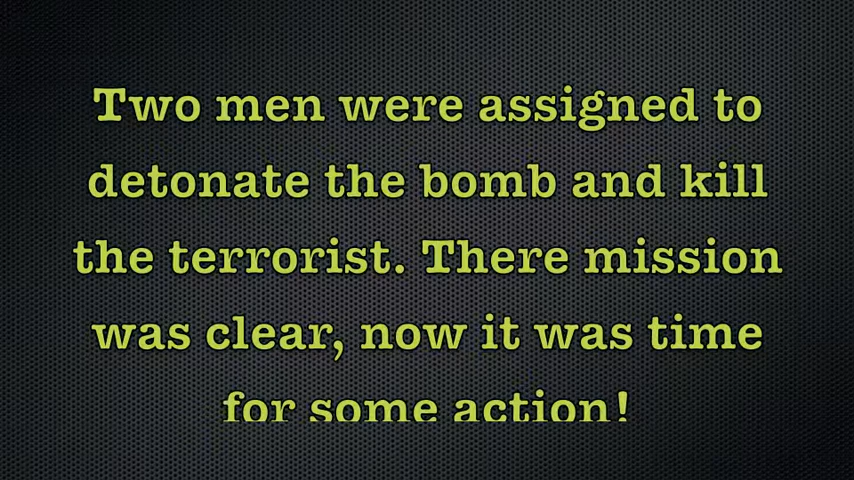 Two men were assigned to
detonate the bomb and kill
the terrorist. There mission
was clear, now it was time
for some action!